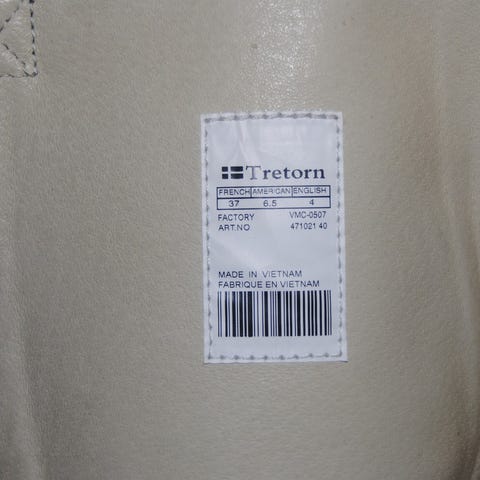 Tretorn
FRENCH AMERICAN ENGLISH
37 6.5 4
FACTORY VMC-0507
ART.NO 471021 40
MADE IN VIETNAM
FABRIQUE EN VIETNAM